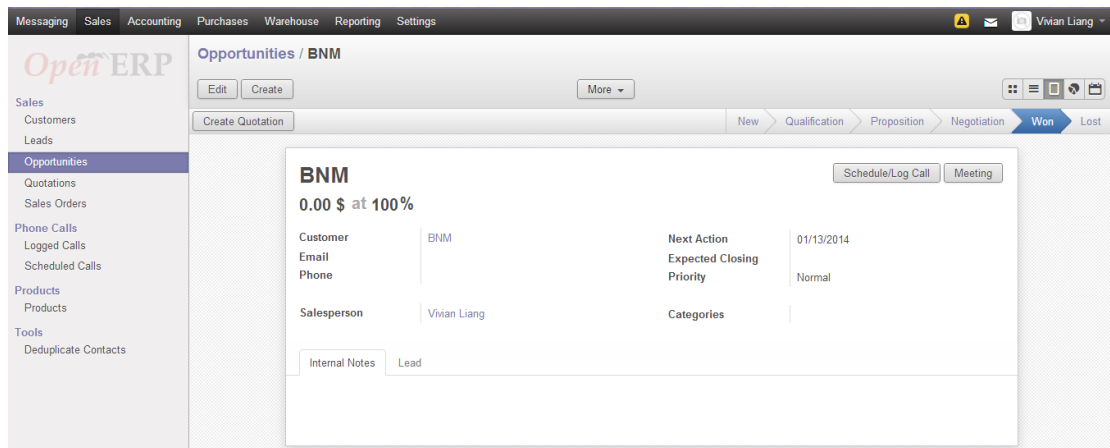 Messaging Sales Accounting Purchases Warehouse Reporting Settings Vivian Liang
Open ERP
Opportunities / BNM
Edit Create More
Sales
Customers
Create Quotation New Qualification Proposition Negotiation Won Lost
Leads
Opportunities
Quotations
Sales Orders
Phone Calls
Logged Calls
Scheduled Calls
Products
Products
Tools
Deduplicate Contacts
BNM
Schedule/Log Call Meeting
0.00 $ at 100%
Customer BNM Next Action 01/13/2014
Email Expected Closing
Phone Priority Normal
Salesperson Vivian Liang Categories
Internal Notes Lead